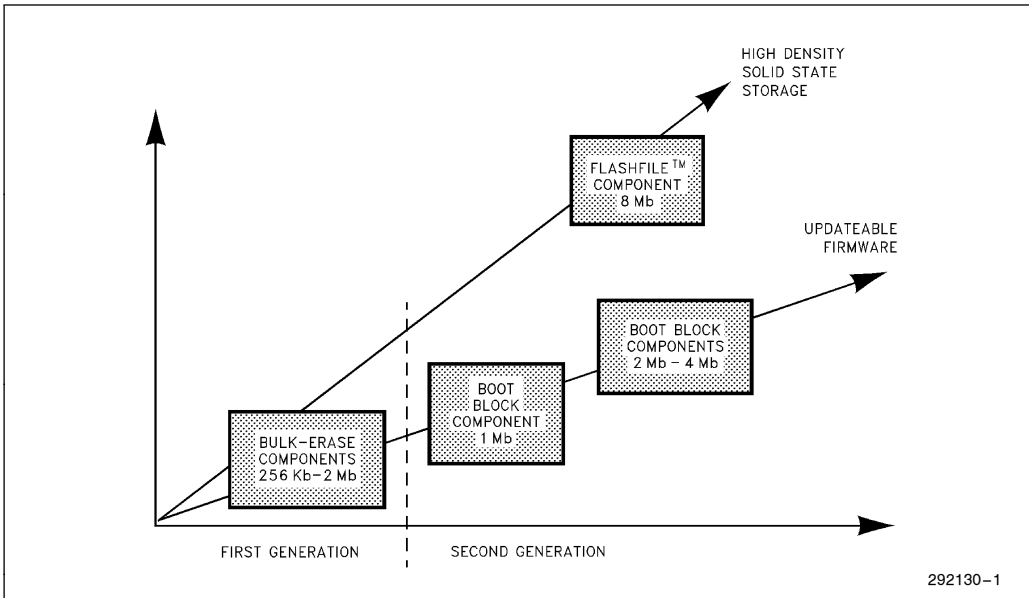 HIGH DENSITY
SOLID STATE
STORAGE
FLASHFILE™
COMPONENT
8 Mb
UPDATEABLE
FIRMWARE
BOOT BLOCK
COMPONENTS
2 Mb – 4 Mb
BOOT
BLOCK
COMPONENT
1 Mb
BULK-ERASE
COMPONENTS
256 Kb–2 Mb
FIRST GENERATION
SECOND GENERATION
292130–1